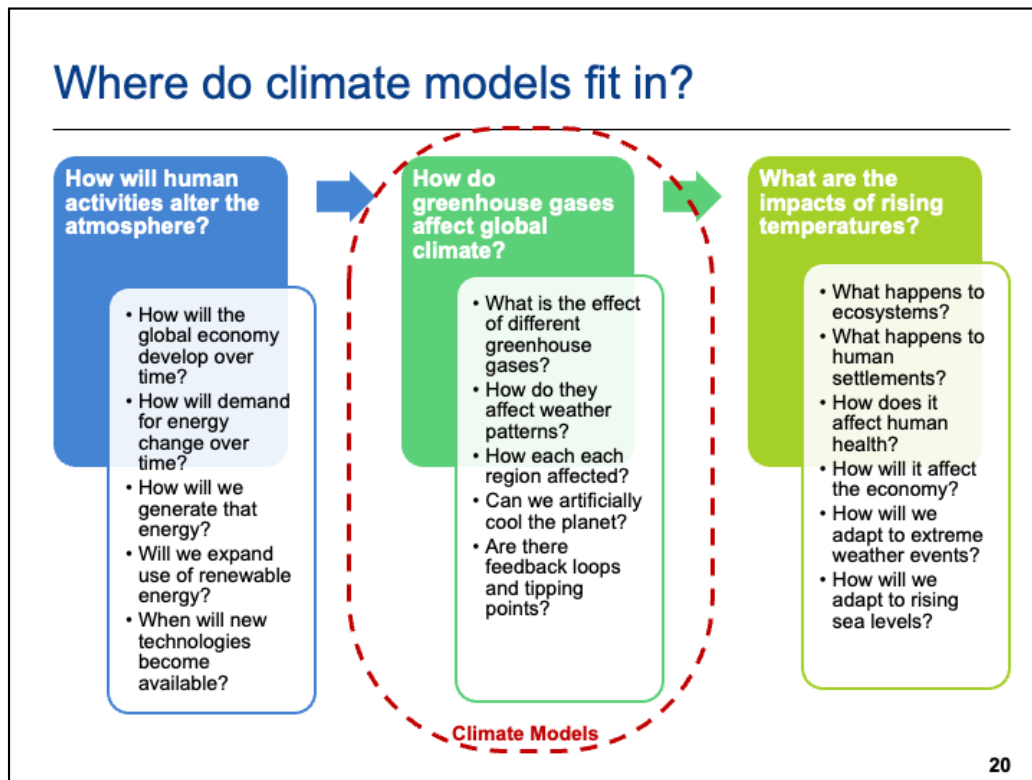 Where do climate models fit in?
How will human
activities alter the
atmosphere?
• How will the
global economy
develop over
time?
• How will demand
for energy
change over
time?
• How will we
generate that
energy?
• Will we expand
use of renewable
energy?
• When will new
technologies
become
available?
How do
greenhouse gases
affect global
climate?
• What is the effect
of different
greenhouse
gases?
• How do they
affect weather
patterns?
• How each each
region affected?
• Can we artificially
cool the planet?
• Are there
feedback loops
and tipping
points?
Climate Models
What are the
impacts of rising
temperatures?
• What happens to
ecosystems?
• What happens to
human
settlements?
• How does it
affect human
health?
• How will it affect
the economy?
• How will we
adapt to extreme
weather events?
• How will we
adapt to rising
sea levels?
20